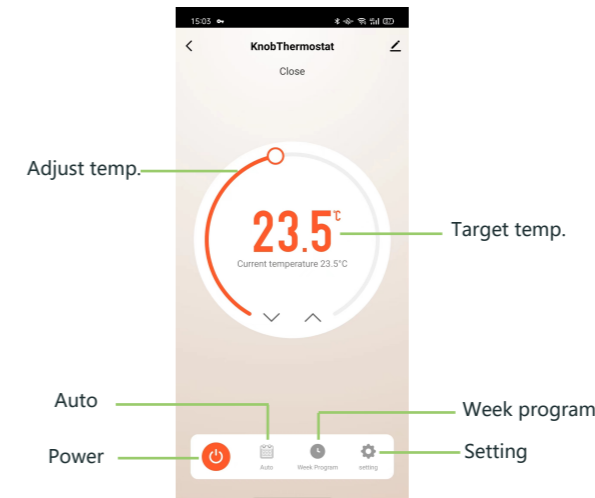 15:03
KnobThermostat
Close
Adjust temp.
23.5℃
Target temp.
Current temperature 23.5°C
Auto
Week program
Power
Setting
Auto
Week Program
setting